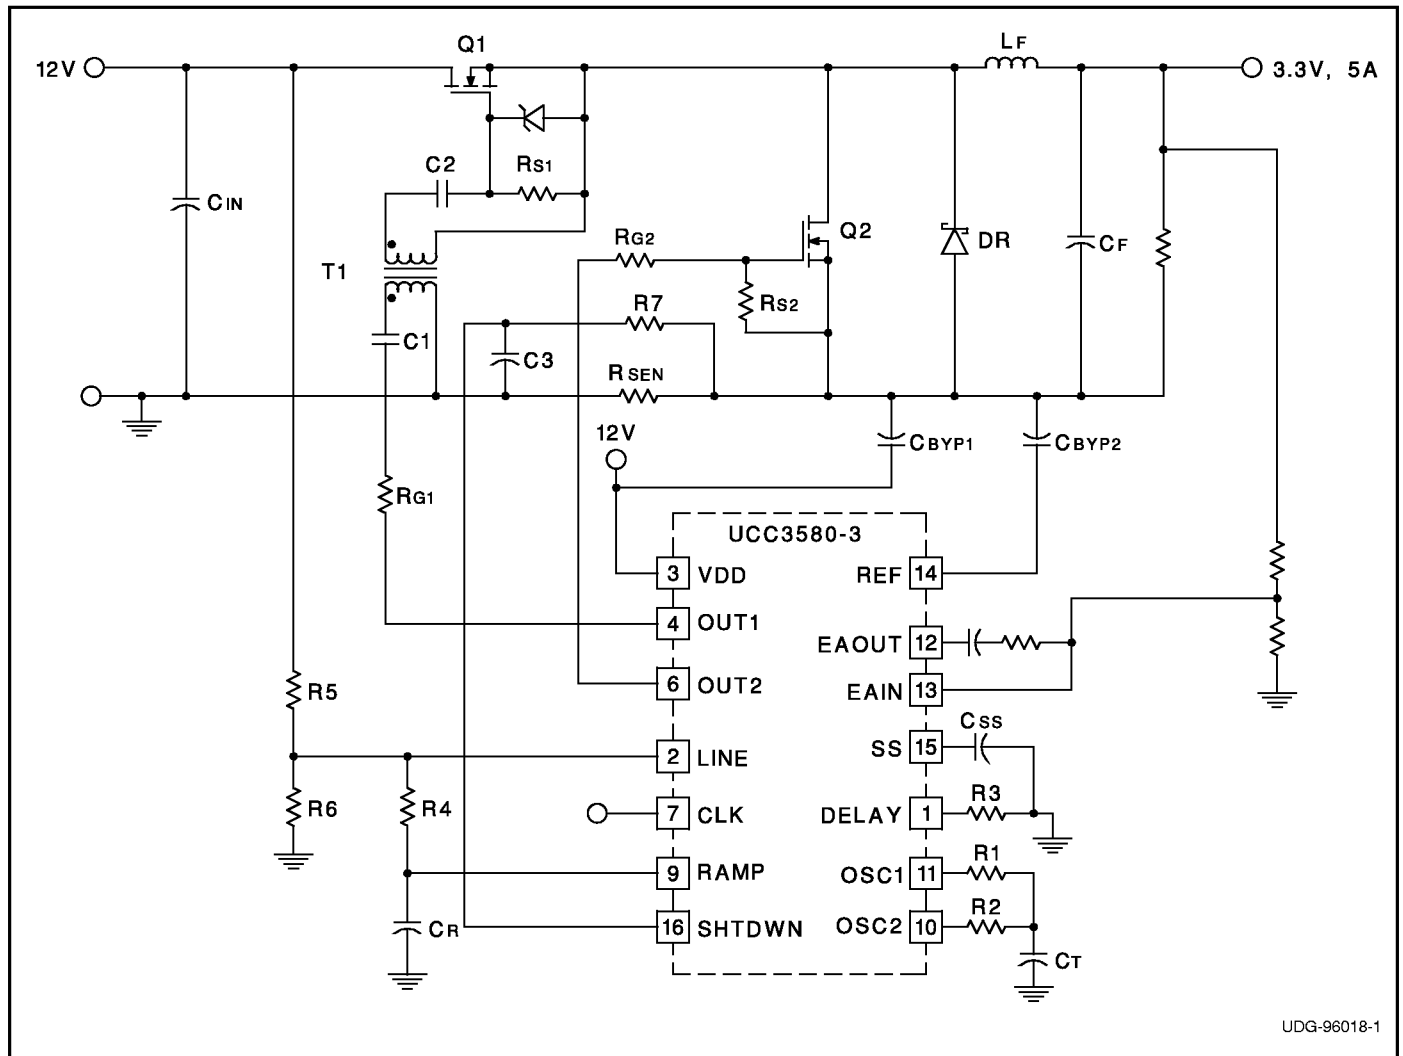 Q1
LF
12V
3.3V, 5A
C2
RS1
CIN
RG2
Q2
DR
CF
T1
R7
RS2
C1
C3
RSEN
12V
CBYP1
CBYP2
RG1
UCC3580-3
3 VDD
REF 14
4 OUT1
EAOUT 12
6 OUT2
EAIN 13
R5
CSS
2 LINE
SS 15
R3
R6
R4
7 CLK
DELAY 1
R1
9 RAMP
OSC1 11
R2
CR
16 SHTDWN
OSC2 10
CT
UDG-96018-1